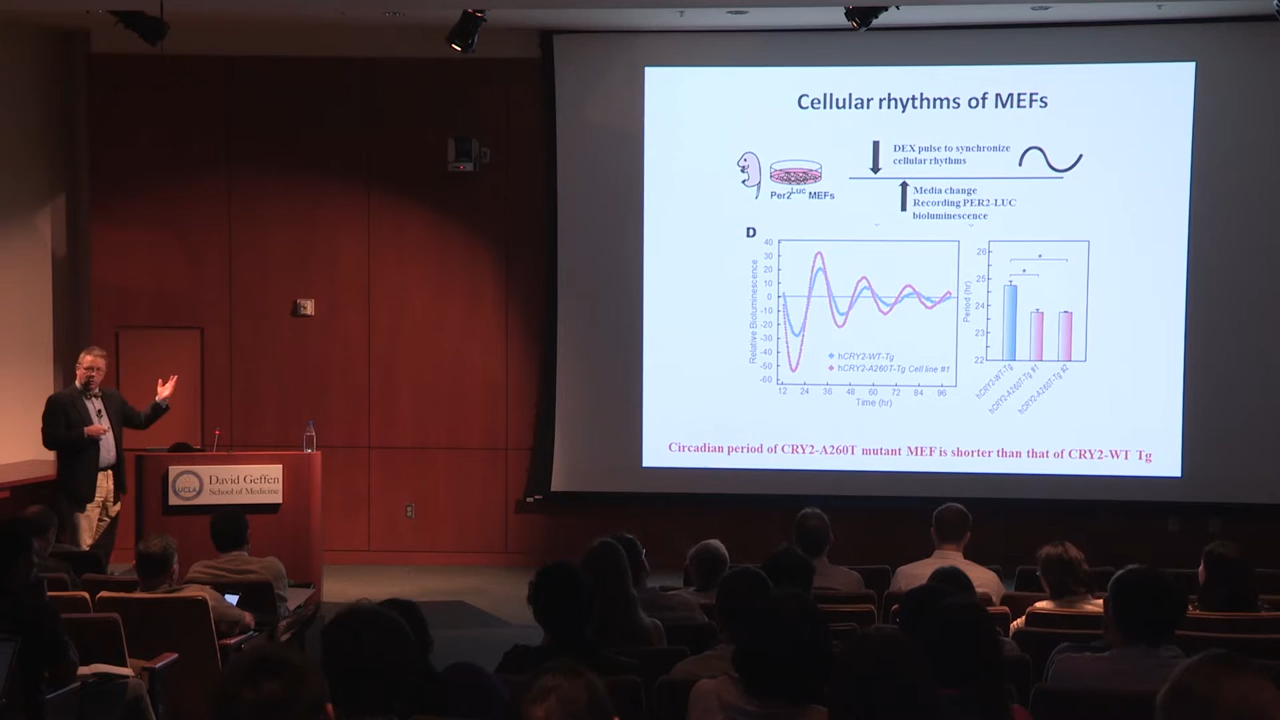 Cellular rhythms of MEFs
DEX pulse to synchronize
cellular rhythms
Per2Luc MEFs
Media change
Recording PER2-LUC
bioluminescence
D
40
30
20
10
0
-10
-20
-30
-40
-50
-60
Relative Bioluminescence
hCRY2-WT-Tg
hCRY2-A260T-Tg Cell line #1
12 24 36 48 60 72 84 96
Time (hr)
26
25
24
23
22
Period (hr)
* *
hCRY2-WT-Tg
hCRY2-A260T-Tg #1
hCRY2-A260T-Tg #2
Circadian period of CRY2-A260T mutant MEF is shorter than that of CRY2-WT Tg
UCLA
David Geffen
School of Medicine